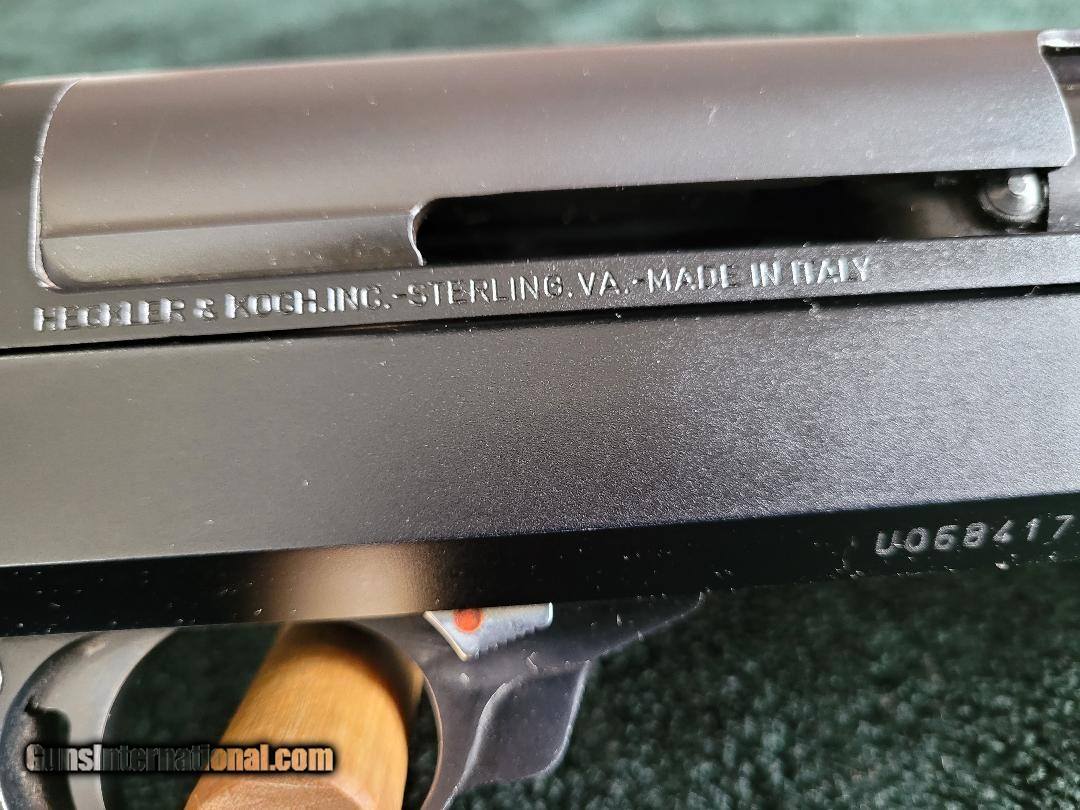 HECKLER & KOCH.INC.-STERLING.VA.-MADE IN ITALY
U068417
GunsInternational.com